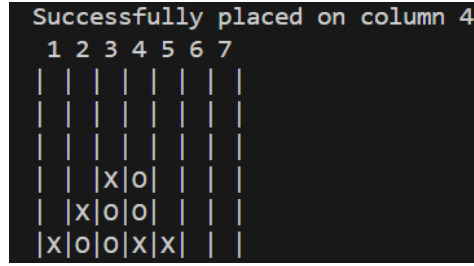 Successfully placed on column 4
1 2 3 4 5 6 7
| | | | | | | |
| | | | | | | |
| | | | | | | |
| | |x|o| | | |
| |x|o|o| | | |
|x|o|o|x|x| | |